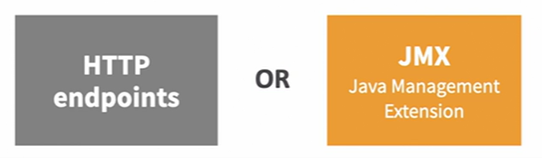 HTTP
endpoints
OR
JMX
Java Management
Extension